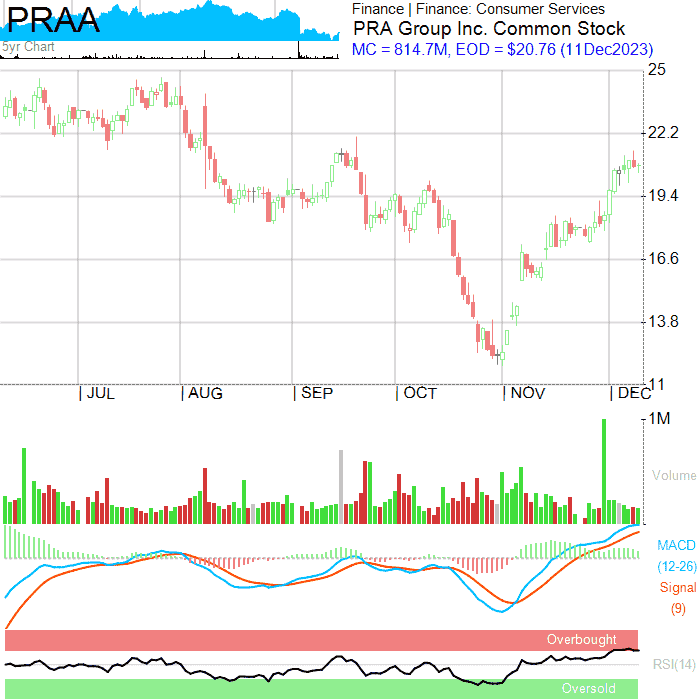 PRAA
Finance | Finance: Consumer Services
5yr Chart
PRA Group Inc. Common Stock
MC = 814.7M, EOD = $20.76 (11Dec2023)
25
22.2
19.4
16.6
13.8
11
| JUL | AUG | SEP | OCT | NOV | DEC
1M
Volume
MACD
(12-26)
Signal
(9)
Overbought
RSI(14)
Oversold